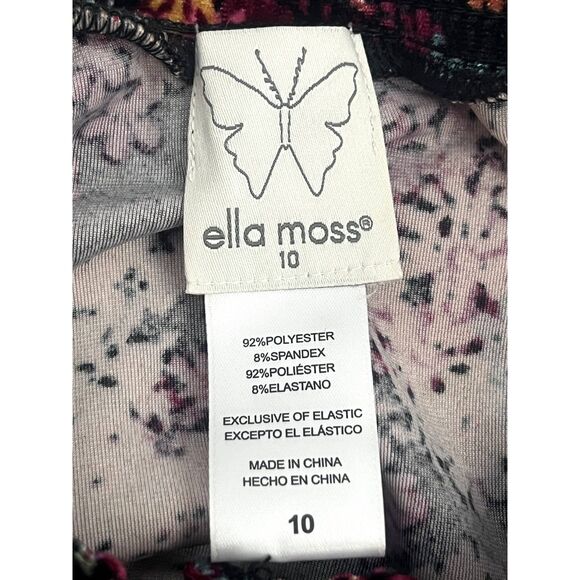 ella moss®
10
92%POLYESTER
8%SPANDEX
92%POLIÉSTER
8%ELASTANO
EXCLUSIVE OF ELASTIC
EXCEPTO EL ELÁSTICO
MADE IN CHINA
HECHO EN CHINA
10